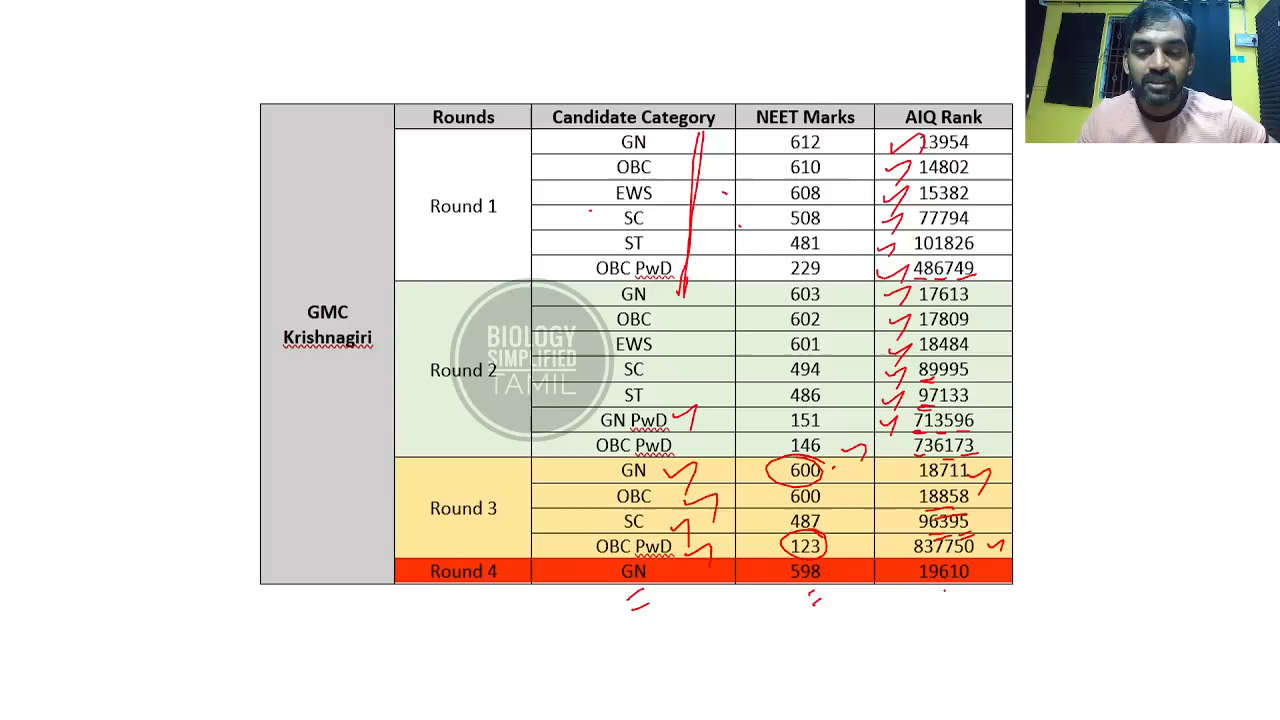 Rounds Candidate Category NEET Marks AIQ Rank
GMC Krishnagiri
Round 1
GN 612 13954
OBC 610 14802
EWS 608 15382
SC 508 77794
ST 481 101826
OBC PwD 229 486749
Round 2
GN 603 17613
OBC 602 17809
EWS 601 18484
SC 494 89995
ST 486 97133
GN PwD 151 713596
OBC PwD 146 736173
Round 3
GN 600 18711
OBC 600 18858
SC 487 96395
OBC PwD 123 837750
Round 4 GN 598 19610
BIOLOGY
SIMPLIFIED
TAMIL